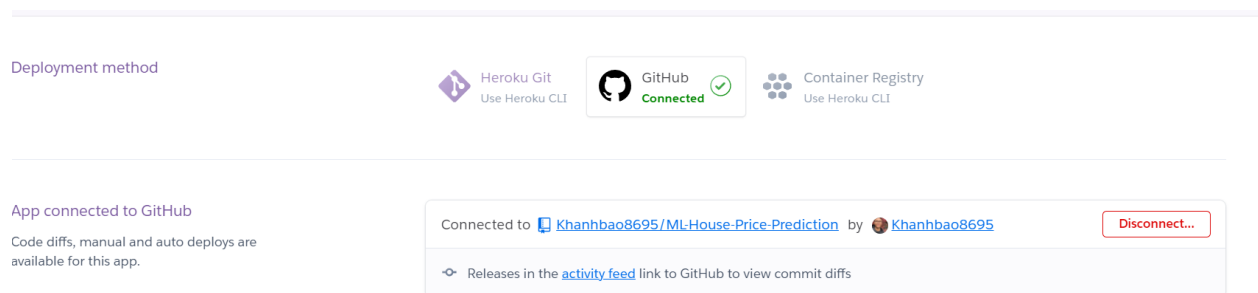 Deployment method
Heroku Git
Use Heroku CLI
GitHub
Connected
Container Registry
Use Heroku CLI
App connected to GitHub
Code diffs, manual and auto deploys are
available for this app.
Connected to Khanhbao8695/ML-House-Price-Prediction by Khanhbao8695
Disconnect...
Releases in the activity feed link to GitHub to view commit diffs